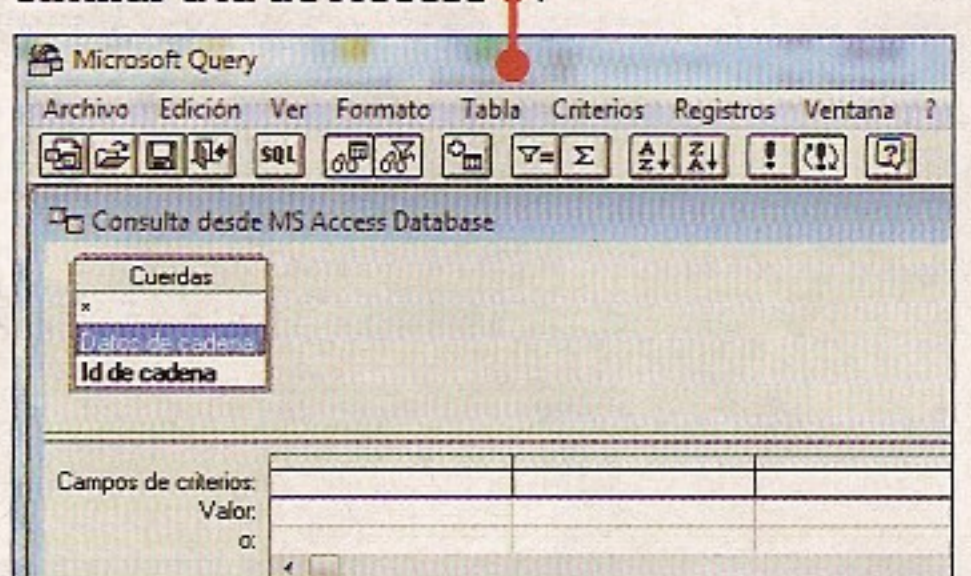 Microsoft Query
Archivo Edición Ver Formato Tabla Criterios Registros Ventana ?
SQL
Consulta desde MS Access Database
Cuerdas
*
Datos de cadena
Id de cadena
Campos de criterios:
Valor:
o: